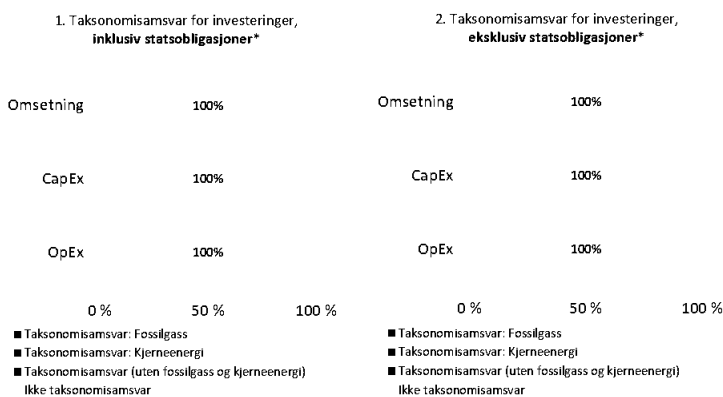 1. Taksonomisamsvar for investeringer,
inklusiv statsobligasjoner*
Omsetning
100%
CapEx
100%
OpEx
100%
0 % 50 % 100 %
Taksonomisamsvar: Fossilgass
Taksonomisamsvar: Kjerneenergi
Taksonomisamsvar (uten fossilgass og kjerneenergi)
Ikke taksonomisamsvar
2. Taksonomisamsvar for investeringer,
eksklusiv statsobligasjoner*
Omsetning
100%
CapEx
100%
OpEx
100%
0 % 50 % 100 %
Taksonomisamsvar: Fossilgass
Taksonomisamsvar: Kjerneenergi
Taksonomisamsvar (uten fossilgass og kjerneenergi)
Ikke taksonomisamsvar